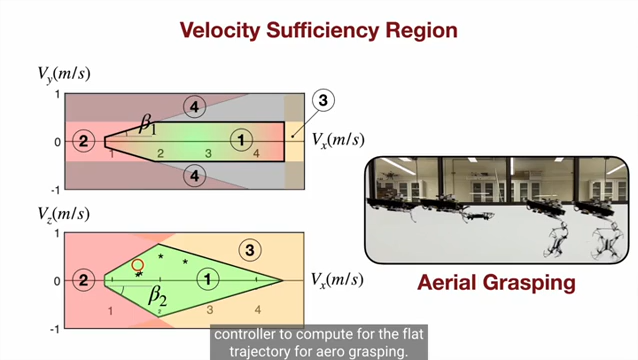 Velocity Sufficiency Region
V_y(m/s)
1
4
3
β_1
0
2
1
V_x(m/s)
1
2
3
4
4
-1
V_z(m/s)
1
3
0
2
1
V_x(m/s)
β_2
1
2
3
4
-1
Aerial Grasping
controller to compute for the flat
trajectory for aero grasping.